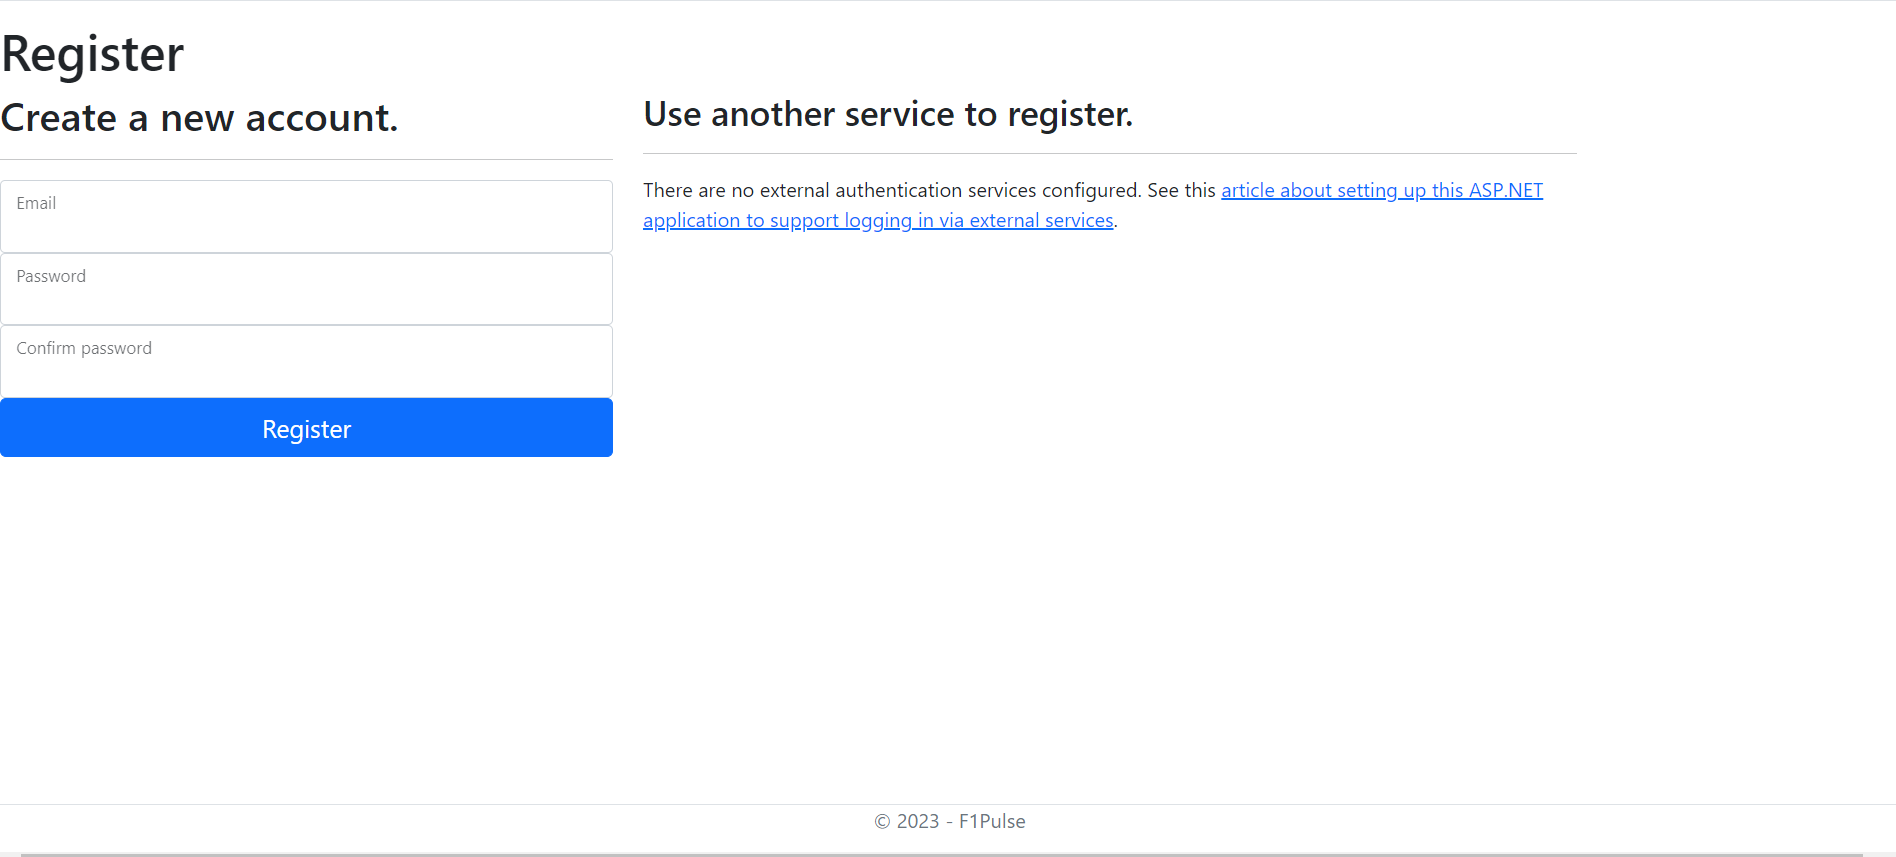 Register
Create a new account.
Email
Password
Confirm password
Register
Use another service to register.
There are no external authentication services configured. See this article about setting up this ASP.NET
application to support logging in via external services.
© 2023 - F1Pulse